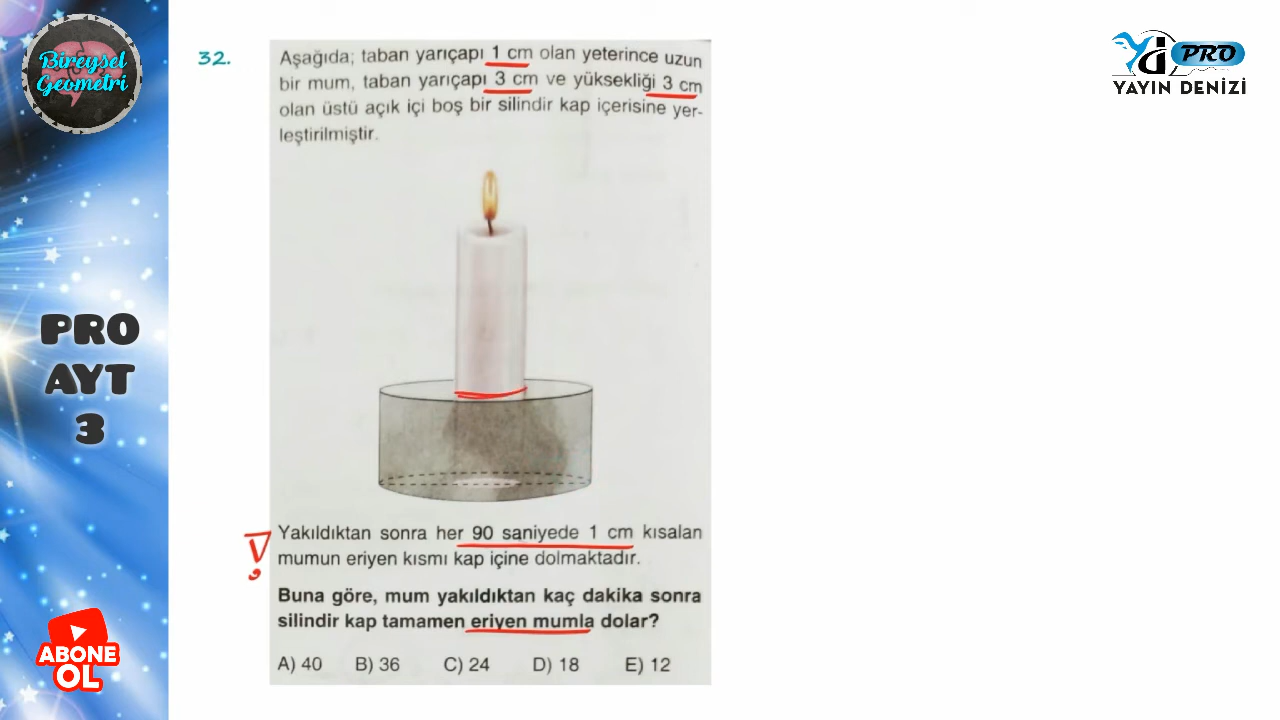 Bireysel
Geometri
PRO
AYT
3
ABONE
OL
32.
Aşağıda; taban yarıçapı 1 cm olan yeterince uzun
bir mum, taban yarıçapı 3 cm ve yüksekliği 3 cm
olan üstü açık içi boş bir silindir kap içerisine yer-
leştirilmiştir.
Yakıldıktan sonra her 90 saniyede 1 cm kısalan
mumun eriyen kısmı kap içine dolmaktadır.
Buna göre, mum yakıldıktan kaç dakika sonra
silindir kap tamamen eriyen mumla dolar?
A) 40 B) 36 C) 24 D) 18 E) 12
yd PRO
YAYIN DENİZİ